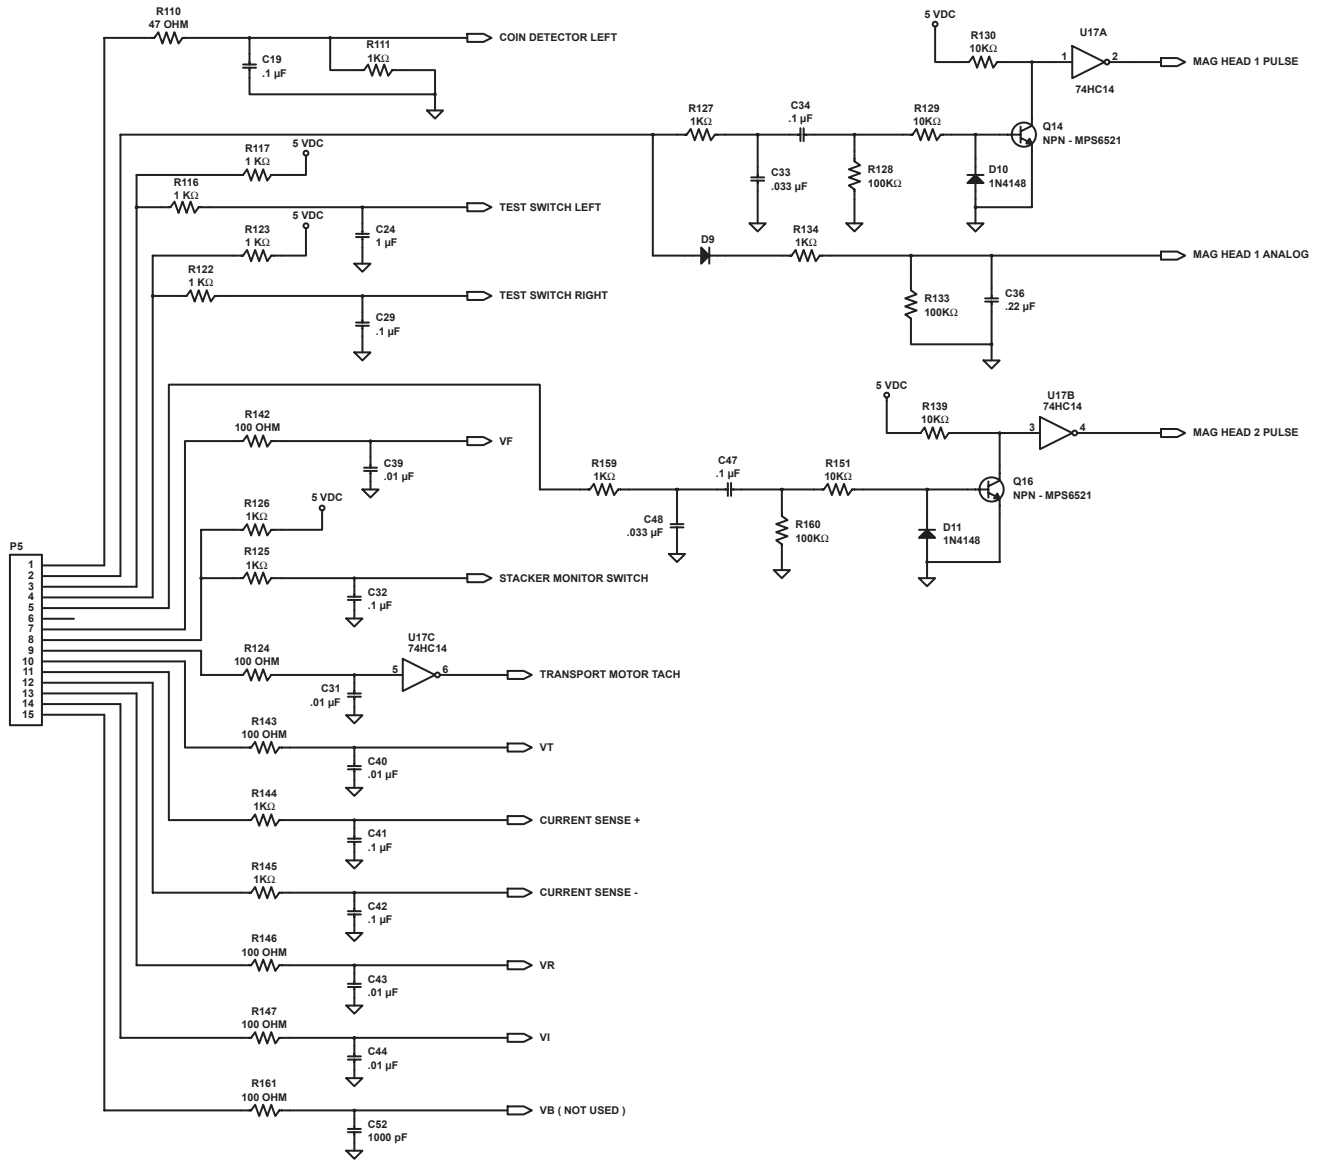 R110
47 OHM
COIN DETECTOR LEFT
C19
.1 µF
R111
1KΩ
5 VDC
R130
10KΩ
U17A
1
2
74HC14
MAG HEAD 1 PULSE
R127
1KΩ
C34
.1 µF
R129
10KΩ
Q14
NPN - MPS6521
C33
.033 µF
R128
100KΩ
D10
1N4148
R117
1 KΩ
5 VDC
R116
1 KΩ
TEST SWITCH LEFT
C24
1 µF
R123
1 KΩ
5 VDC
R122
1 KΩ
TEST SWITCH RIGHT
C29
.1 µF
D9
R134
1KΩ
MAG HEAD 1 ANALOG
R133
100KΩ
C36
.22 µF
5 VDC
R139
10KΩ
U17B
74HC14
3
4
MAG HEAD 2 PULSE
R142
100 OHM
VF
C39
.01 µF
R159
1KΩ
C47
.1 µF
R151
10KΩ
Q16
NPN - MPS6521
C48
.033 µF
R160
100KΩ
D11
1N4148
R126
1KΩ
5 VDC
R125
1KΩ
STACKER MONITOR SWITCH
C32
.1 µF
P5
1
2
3
4
5
6
7
8
9
10
11
12
13
14
15
R124
100 OHM
U17C
74HC14
5
6
TRANSPORT MOTOR TACH
C31
.01 µF
R143
100 OHM
VT
C40
.01 µF
R144
1KΩ
CURRENT SENSE +
C41
.1 µF
R145
1KΩ
CURRENT SENSE -
C42
.1 µF
R146
100 OHM
VR
C43
.01 µF
R147
100 OHM
VI
C44
.01 µF
R161
100 OHM
VB ( NOT USED )
C52
1000 pF